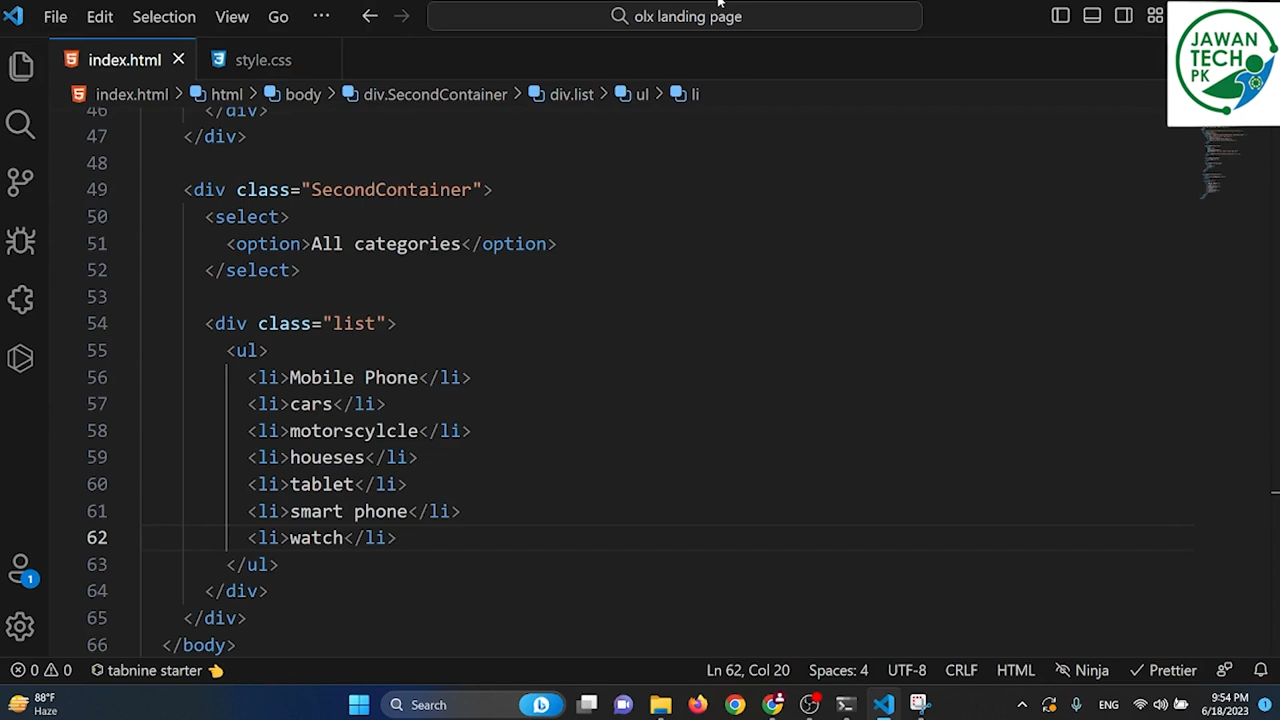 File Edit Selection View Go ··· olx landing page
JAWAN
TECH
PK
index.html style.css
index.html > html > body > div.SecondContainer > div.list > ul > li
46 </div>
47 </div>
48
49 <div class="SecondContainer">
50 <select>
51 <option>All categories</option>
52 </select>
53
54 <div class="list">
55 <ul>
56 <li>Mobile Phone</li>
57 <li>cars</li>
58 <li>motorscylcle</li>
59 <li>houeses</li>
60 <li>tablet</li>
61 <li>smart phone</li>
62 <li>watch</li>
63 </ul>
64 </div>
65 </div>
66 </body>
1
0 0 tabnine starter Ln 62, Col 20 Spaces: 4 UTF-8 CRLF HTML Ninja Prettier
88°F Search ENG 9:54 PM
Haze 6/18/2023 1